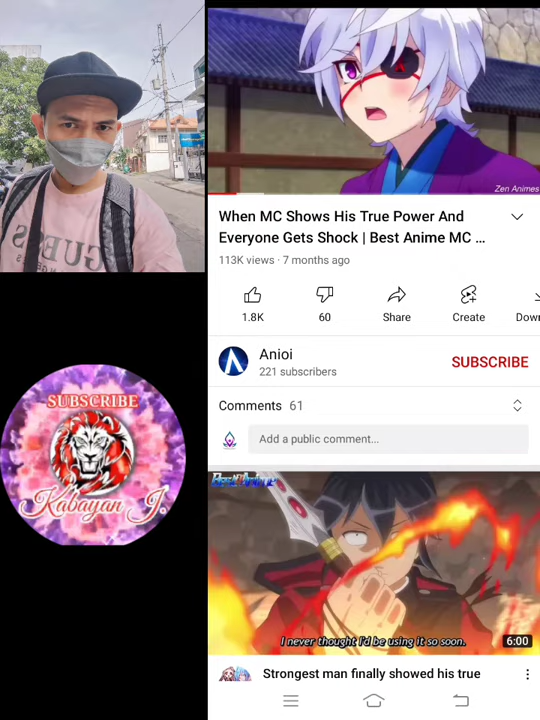 GUESS
SUBSCRIBE
Kabayan J.
Zen Animes
When MC Shows His True Power And
Everyone Gets Shock | Best Anime MC ...
113K views · 7 months ago
1.8K
60
Share
Create
Down
Anioi
221 subscribers
SUBSCRIBE
Comments 61
Add a public comment...
I never thought I'd be using it so soon.
6:00
Strongest man finally showed his true